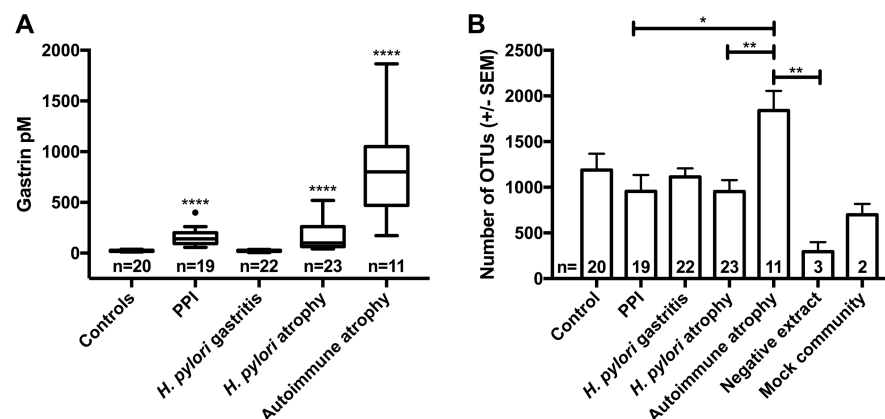 A
Gastrin pM
2000
1500
1000
500
0
****
****
****
n=20 n=19 n=22 n=23 n=11
Controls
PPI
H. pylori gastritis
H. pylori atrophy
Autoimmune atrophy
B
Number of OTUs (+/- SEM)
2500
2000
1500
1000
500
0
*
**
**
n= 20 19 22 23 11 3 2
Control
PPI
H. pylori gastritis
H. pylori atrophy
Autoimmune atrophy
Negative extract
Mock community